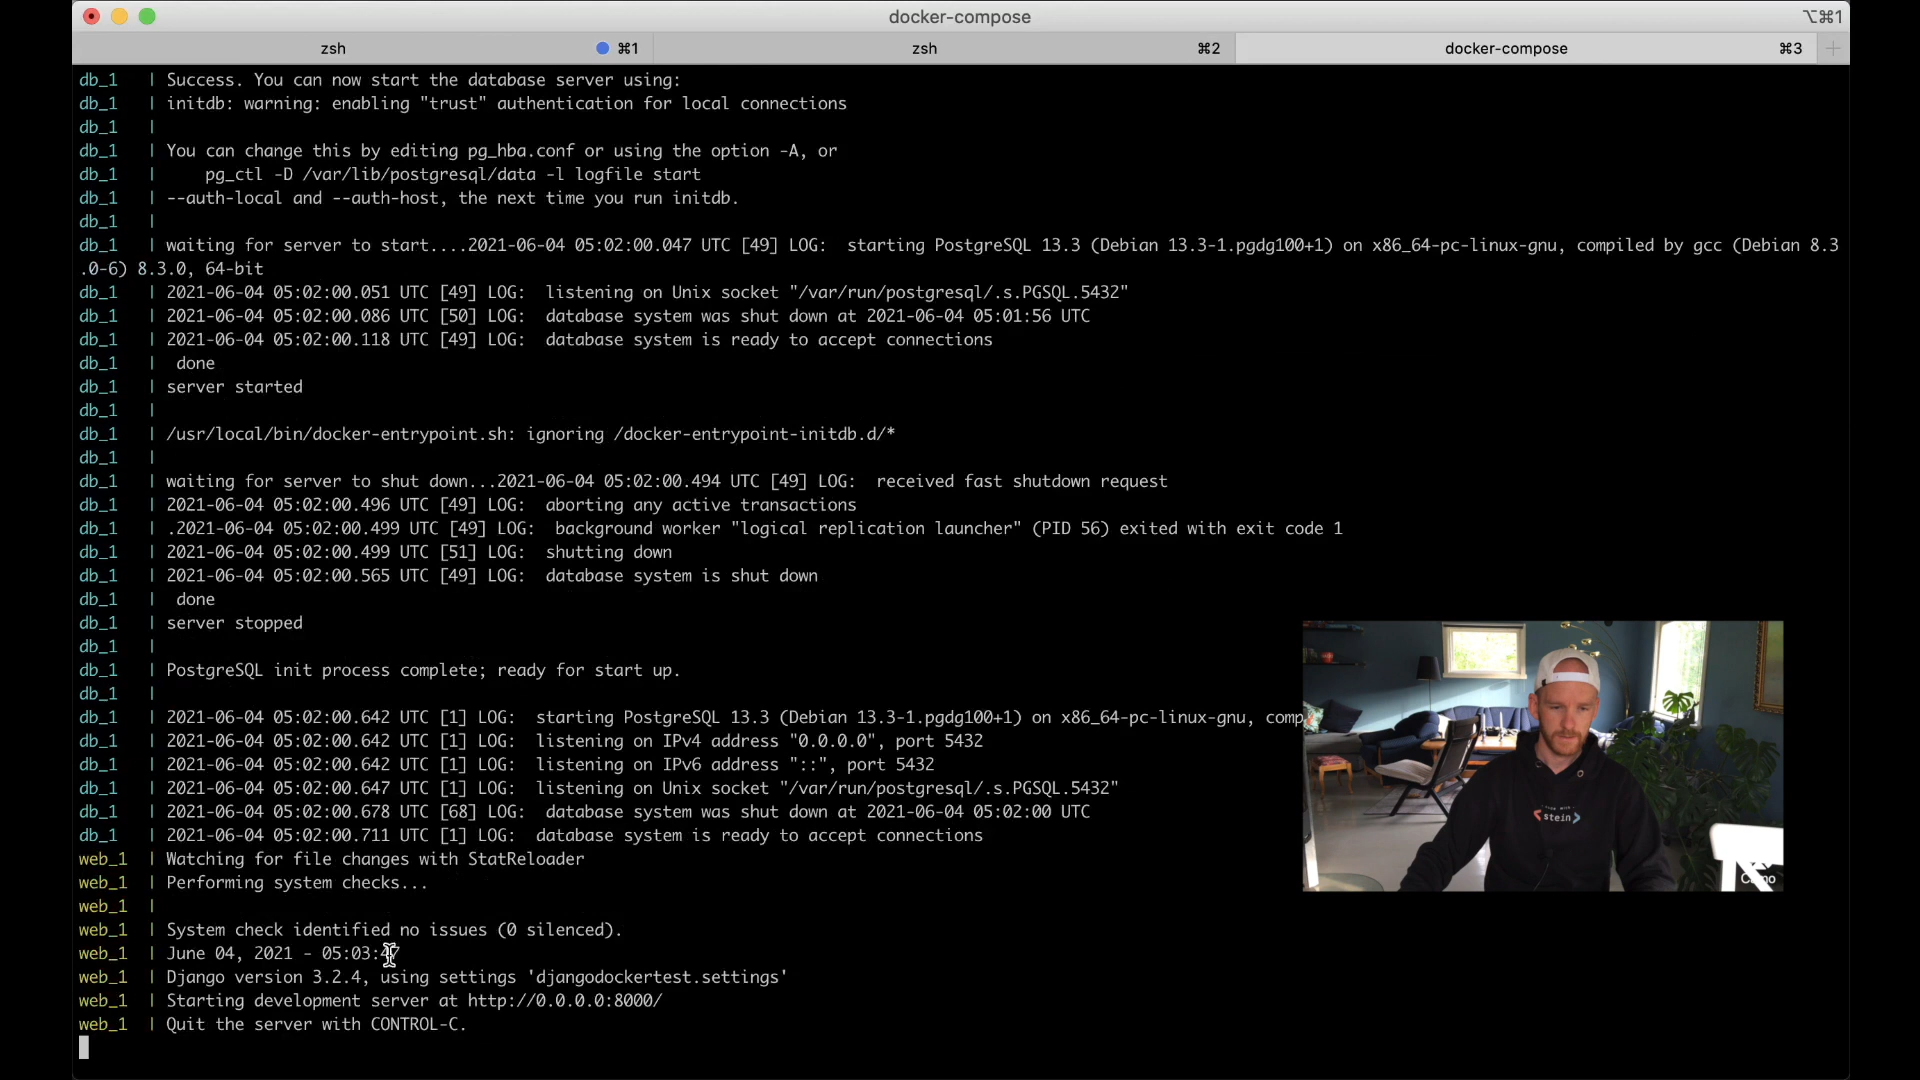 docker-compose
⌥⌘1
zsh ⌘1 zsh ⌘2 docker-compose ⌘3 +
db_1 | Success. You can now start the database server using:
db_1 | initdb: warning: enabling "trust" authentication for local connections
db_1 |
db_1 | You can change this by editing pg_hba.conf or using the option -A, or
db_1 |     pg_ctl -D /var/lib/postgresql/data -l logfile start
db_1 | --auth-local and --auth-host, the next time you run initdb.
db_1 |
db_1 | waiting for server to start....2021-06-04 05:02:00.047 UTC [49] LOG:  starting PostgreSQL 13.3 (Debian 13.3-1.pgdg100+1) on x86_64-pc-linux-gnu, compiled by gcc (Debian 8.3
.0-6) 8.3.0, 64-bit
db_1 | 2021-06-04 05:02:00.051 UTC [49] LOG:  listening on Unix socket "/var/run/postgresql/.s.PGSQL.5432"
db_1 | 2021-06-04 05:02:00.086 UTC [50] LOG:  database system was shut down at 2021-06-04 05:01:56 UTC
db_1 | 2021-06-04 05:02:00.118 UTC [49] LOG:  database system is ready to accept connections
db_1 |  done
db_1 | server started
db_1 |
db_1 | /usr/local/bin/docker-entrypoint.sh: ignoring /docker-entrypoint-initdb.d/*
db_1 |
db_1 | waiting for server to shut down...2021-06-04 05:02:00.494 UTC [49] LOG:  received fast shutdown request
db_1 | 2021-06-04 05:02:00.496 UTC [49] LOG:  aborting any active transactions
db_1 | .2021-06-04 05:02:00.499 UTC [49] LOG:  background worker "logical replication launcher" (PID 56) exited with exit code 1
db_1 | 2021-06-04 05:02:00.499 UTC [51] LOG:  shutting down
db_1 | 2021-06-04 05:02:00.565 UTC [49] LOG:  database system is shut down
db_1 |  done
db_1 | server stopped
db_1 |
db_1 | PostgreSQL init process complete; ready for start up.
db_1 |
db_1 | 2021-06-04 05:02:00.642 UTC [1] LOG:  starting PostgreSQL 13.3 (Debian 13.3-1.pgdg100+1) on x86_64-pc-linux-gnu, comp
db_1 | 2021-06-04 05:02:00.642 UTC [1] LOG:  listening on IPv4 address "0.0.0.0", port 5432
db_1 | 2021-06-04 05:02:00.642 UTC [1] LOG:  listening on IPv6 address "::", port 5432
db_1 | 2021-06-04 05:02:00.647 UTC [1] LOG:  listening on Unix socket "/var/run/postgresql/.s.PGSQL.5432"
db_1 | 2021-06-04 05:02:00.678 UTC [68] LOG:  database system was shut down at 2021-06-04 05:02:00 UTC
db_1 | 2021-06-04 05:02:00.711 UTC [1] LOG:  database system is ready to accept connections
web_1 | Watching for file changes with StatReloader
web_1 | Performing system checks...
web_1 |
web_1 | System check identified no issues (0 silenced).
web_1 | June 04, 2021 - 05:03:47
web_1 | Django version 3.2.4, using settings 'djangodockertest.settings'
web_1 | Starting development server at http://0.0.0.0:8000/
web_1 | Quit the server with CONTROL-C.
<stein>